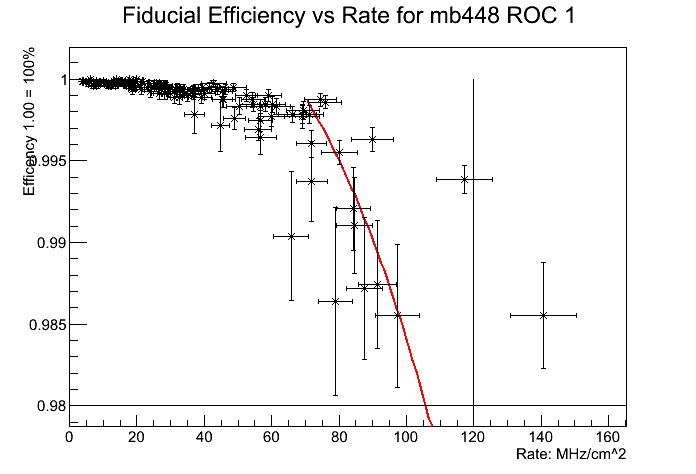 Fiducial Efficiency vs Rate for mb448 ROC 1
Efficency 1.00 = 100%
1
0.995
0.99
0.985
0.98
0 20 40 60 80 100 120 140 160
Rate: MHz/cm^2